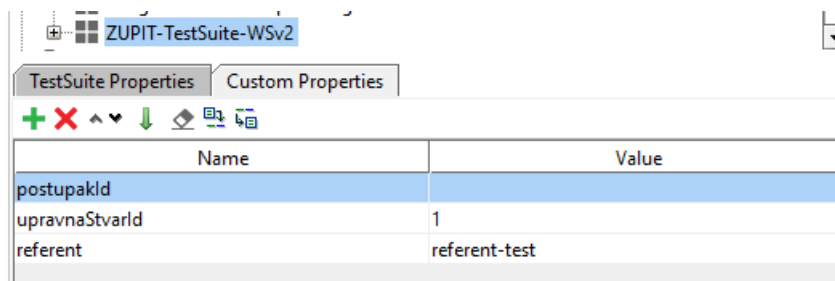 ZUPIT-TestSuite-WSv2
TestSuite Properties Custom Properties
Name Value
postupakId
upravnaStvarId 1
referent referent-test